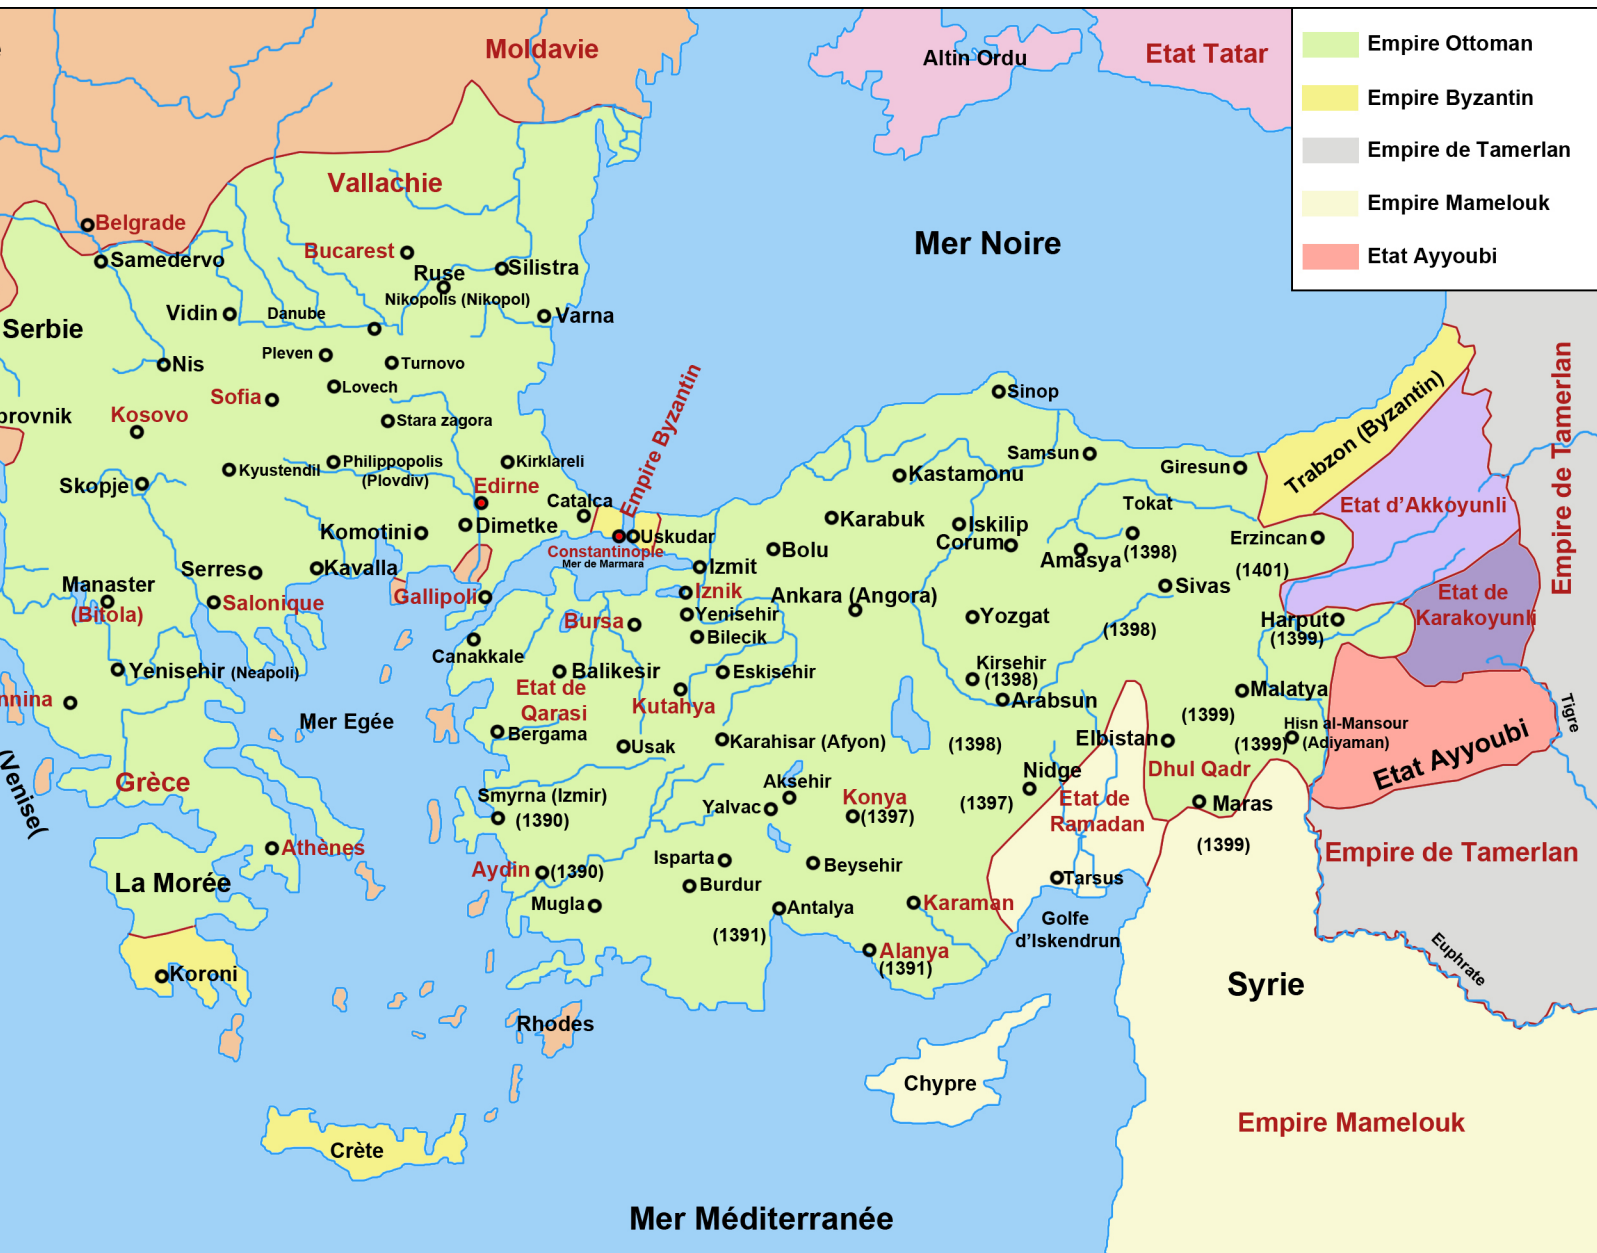 Moldavie
Altin Ordu
Etat Tatar
Empire Ottoman
Empire Byzantin
Empire de Tamerlan
Empire Mamelouk
Etat Ayyoubi
Vallachie
Belgrade
Samedervo
Bucarest
Ruse
Silistra
Nikopolis (Nikopol)
Vidin
Danube
Varna
Mer Noire
Serbie
Nis
Pleven
Turnovo
Lovech
Sofia
Kosovo
Stara zagora
Kyustendil
Philippopolis
(Plovdiv)
Kirklareli
Skopje
Edirne
Catalca
Empire Byzantin
Komotini
Dimetke
Uskudar
Constantinople
Mer de Marmara
Serres
Kavalla
Manaster
(Bitola)
Salonique
Gallipoli
Izmit
Iznik
Yenisehir
Bursa
Bilecik
Canakkale
Yenisehir (Neapoli)
Balikesir
Etat de
Qarasi
Eskisehir
Kutahya
Mer Egée
Bergama
Usak
Karahisar (Afyon)
(Venise(
Grèce
Smyrna (Izmir)
(1390)
Aksehir
Yalvac
Konya
(1397)
Athènes
La Morée
Aydin
(1390)
Isparta
Burdur
Beysehir
Mugla
Antalya
(1391)
Karaman
Alanya
(1391)
Koroni
Rhodes
Crète
Chypre
Mer Méditerranée
Sinop
Samsun
Giresun
Kastamonu
Karabuk
Iskilip
Corum
Bolu
Tokat
Amasya
(1398)
Ankara (Angora)
Yozgat
Sivas
(1398)
Kirsehir
(1398)
Arabsun
(1398)
Nidge
(1397)
Elbistan
Dhul Qadr
Maras
(1399)
Etat de
Ramadan
Tarsus
Golfe
d'Iskendrun
Trabzon (Byzantin)
Etat d'Akkoyunli
Erzincan
(1401)
Etat de
Karakoyunli
Harput
(1399)
Malatya
(1399)
Hisn al-Mansour
(1399)
(Adiyaman)
Etat Ayyoubi
Tigre
Empire de Tamerlan
Empire de Tamerlan
Euphrate
Syrie
Empire Mamelouk